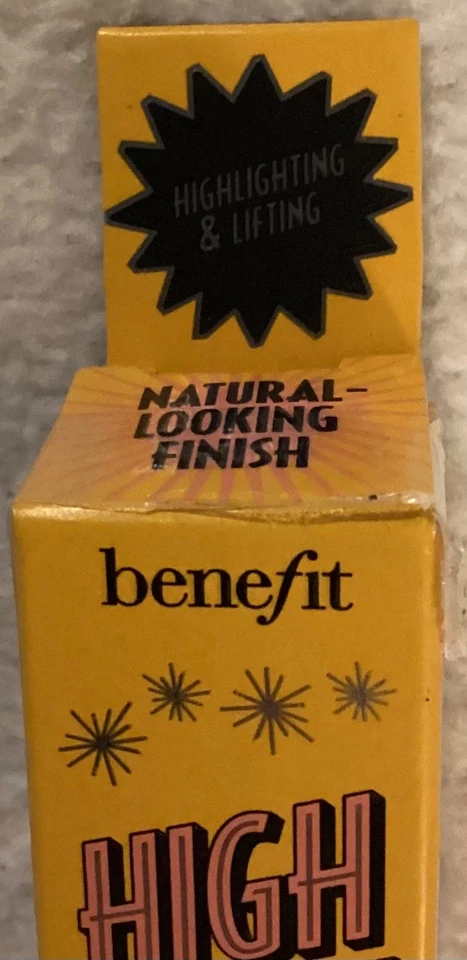 HIGHLIGHTING
& LIFTING
NATURAL-
LOOKING
FINISH
benefit
HIGH